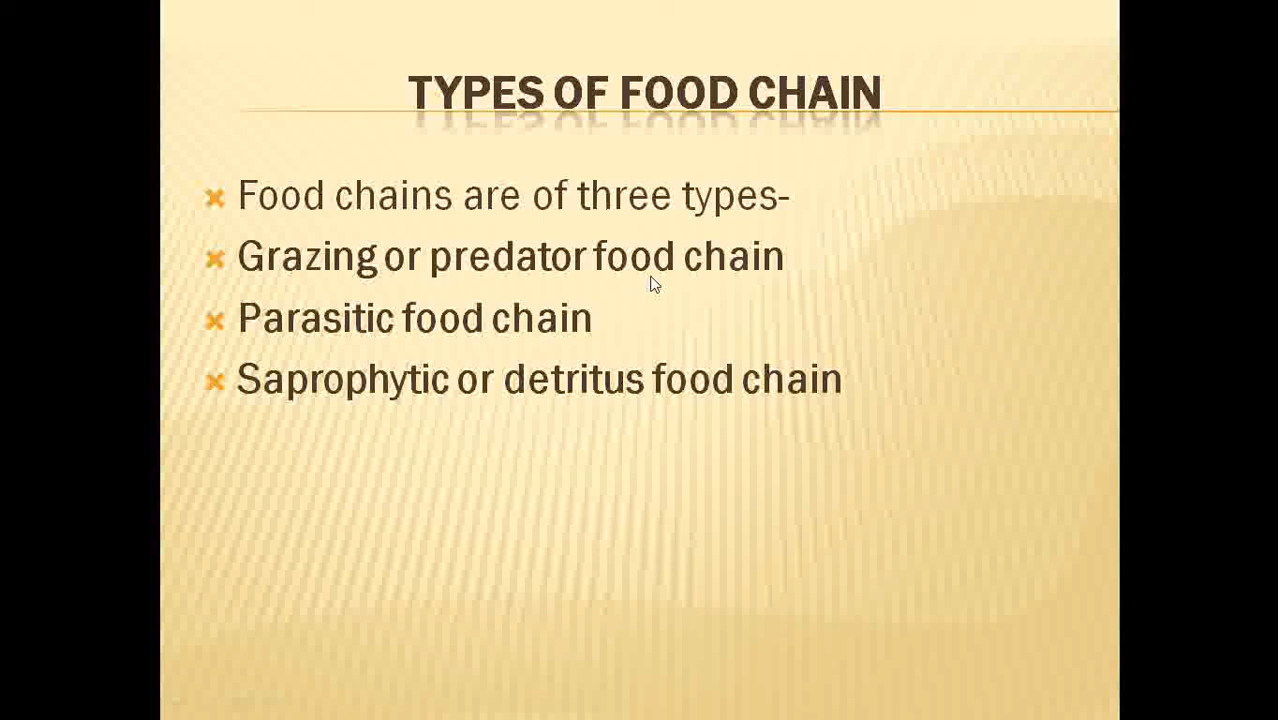 TYPES OF FOOD CHAIN
Food chains are of three types-
Grazing or predator food chain
Parasitic food chain
Saprophytic or detritus food chain